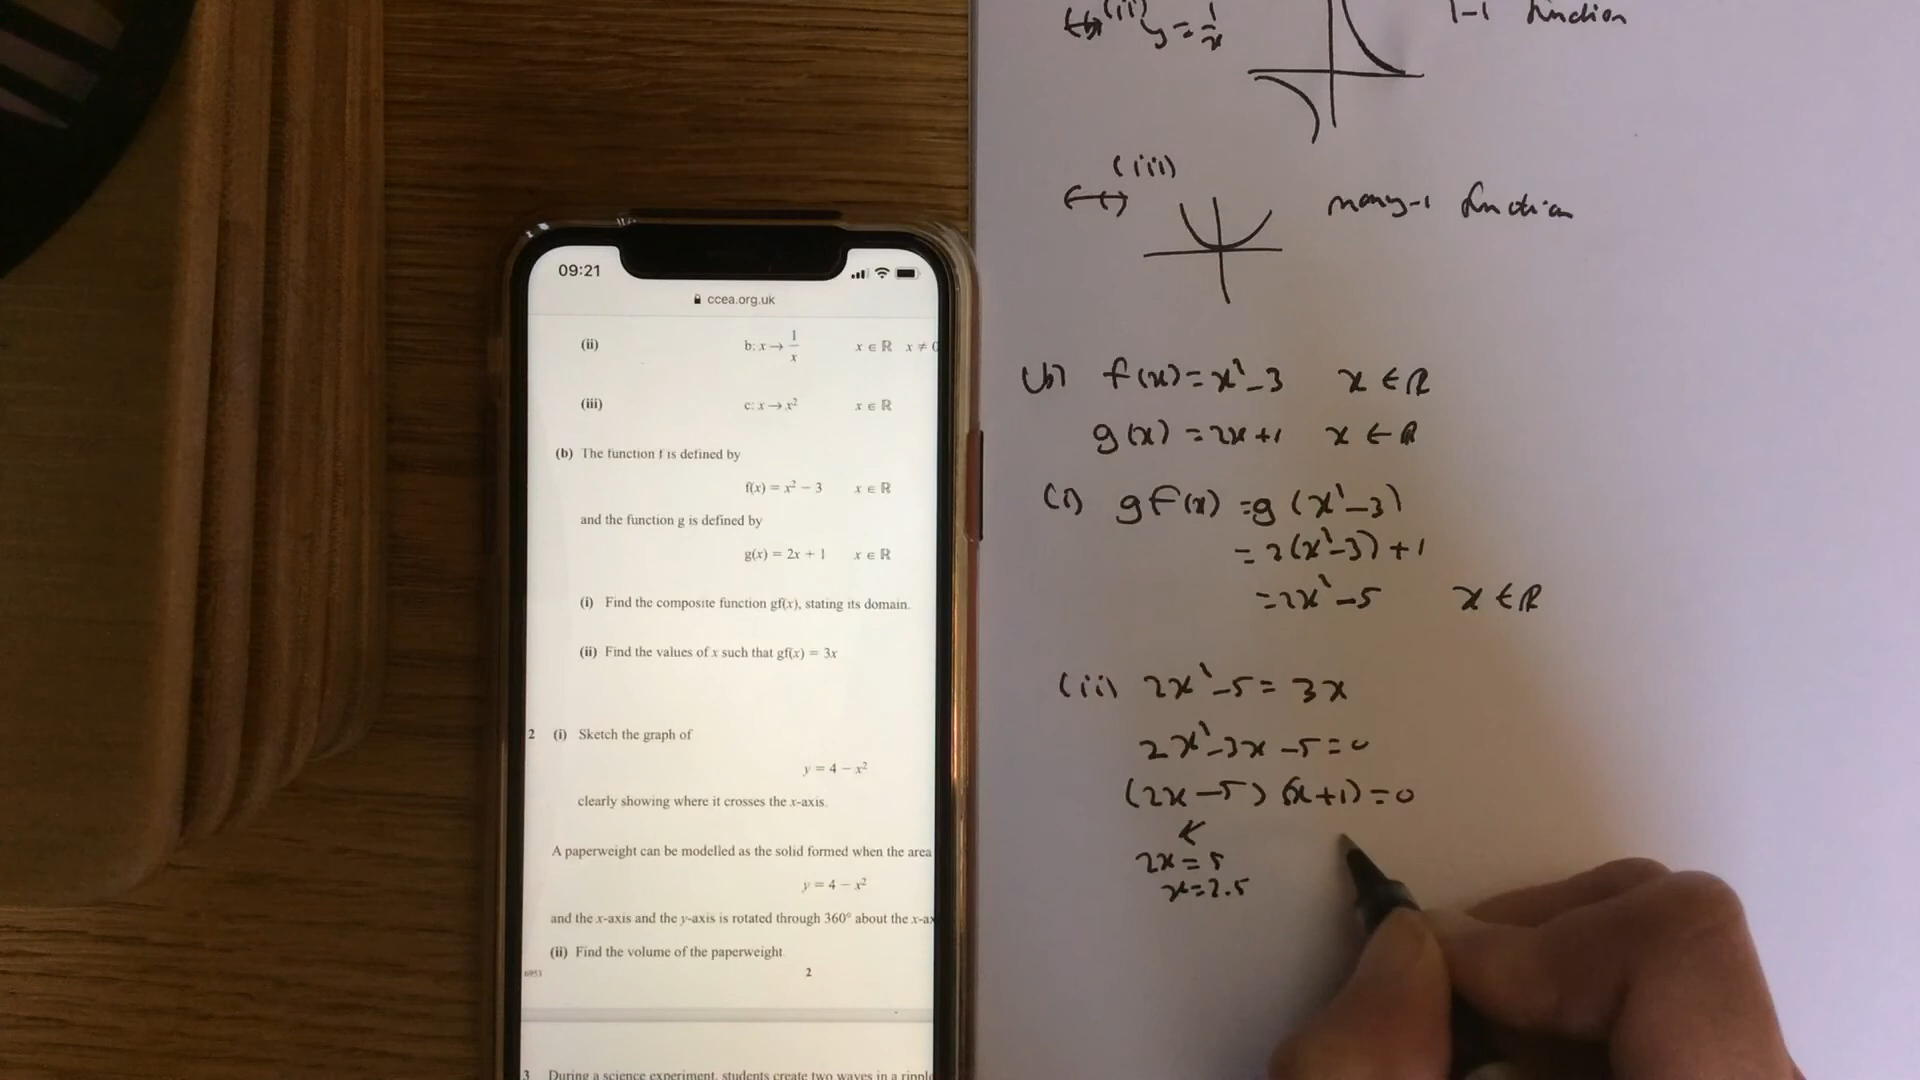 09:21
ccea.org.uk
(ii) b: x → 1/x x ∈ ℝ x ≠ 0
(iii) c: x → x² x ∈ ℝ
(b) The function f is defined by
f(x) = x² − 3 x ∈ ℝ
and the function g is defined by
g(x) = 2x + 1 x ∈ ℝ
(i) Find the composite function gf(x), stating its domain.
(ii) Find the values of x such that gf(x) = 3x
2 (i) Sketch the graph of
y = 4 − x²
clearly showing where it crosses the x-axis.
A paperweight can be modelled as the solid formed when the area
y = 4 − x²
and the x-axis and the y-axis is rotated through 360° about the x-ax
(ii) Find the volume of the paperweight.
6953
2
3 During a science experiment, students create two waves in a ripple
(ii) y = 1/x 1-1 function
(iii)
many-1 function
(b) f(x) = x² - 3 x ∈ ℝ
g(x) = 2x + 1 x ∈ ℝ
(i) gf(x) = g(x² - 3)
= 2(x² - 3) + 1
= 2x² - 5 x ∈ ℝ
(ii) 2x² - 5 = 3x
2x² - 3x - 5 = 0
(2x - 5)(x + 1) = 0
2x = 5
x = 2.5